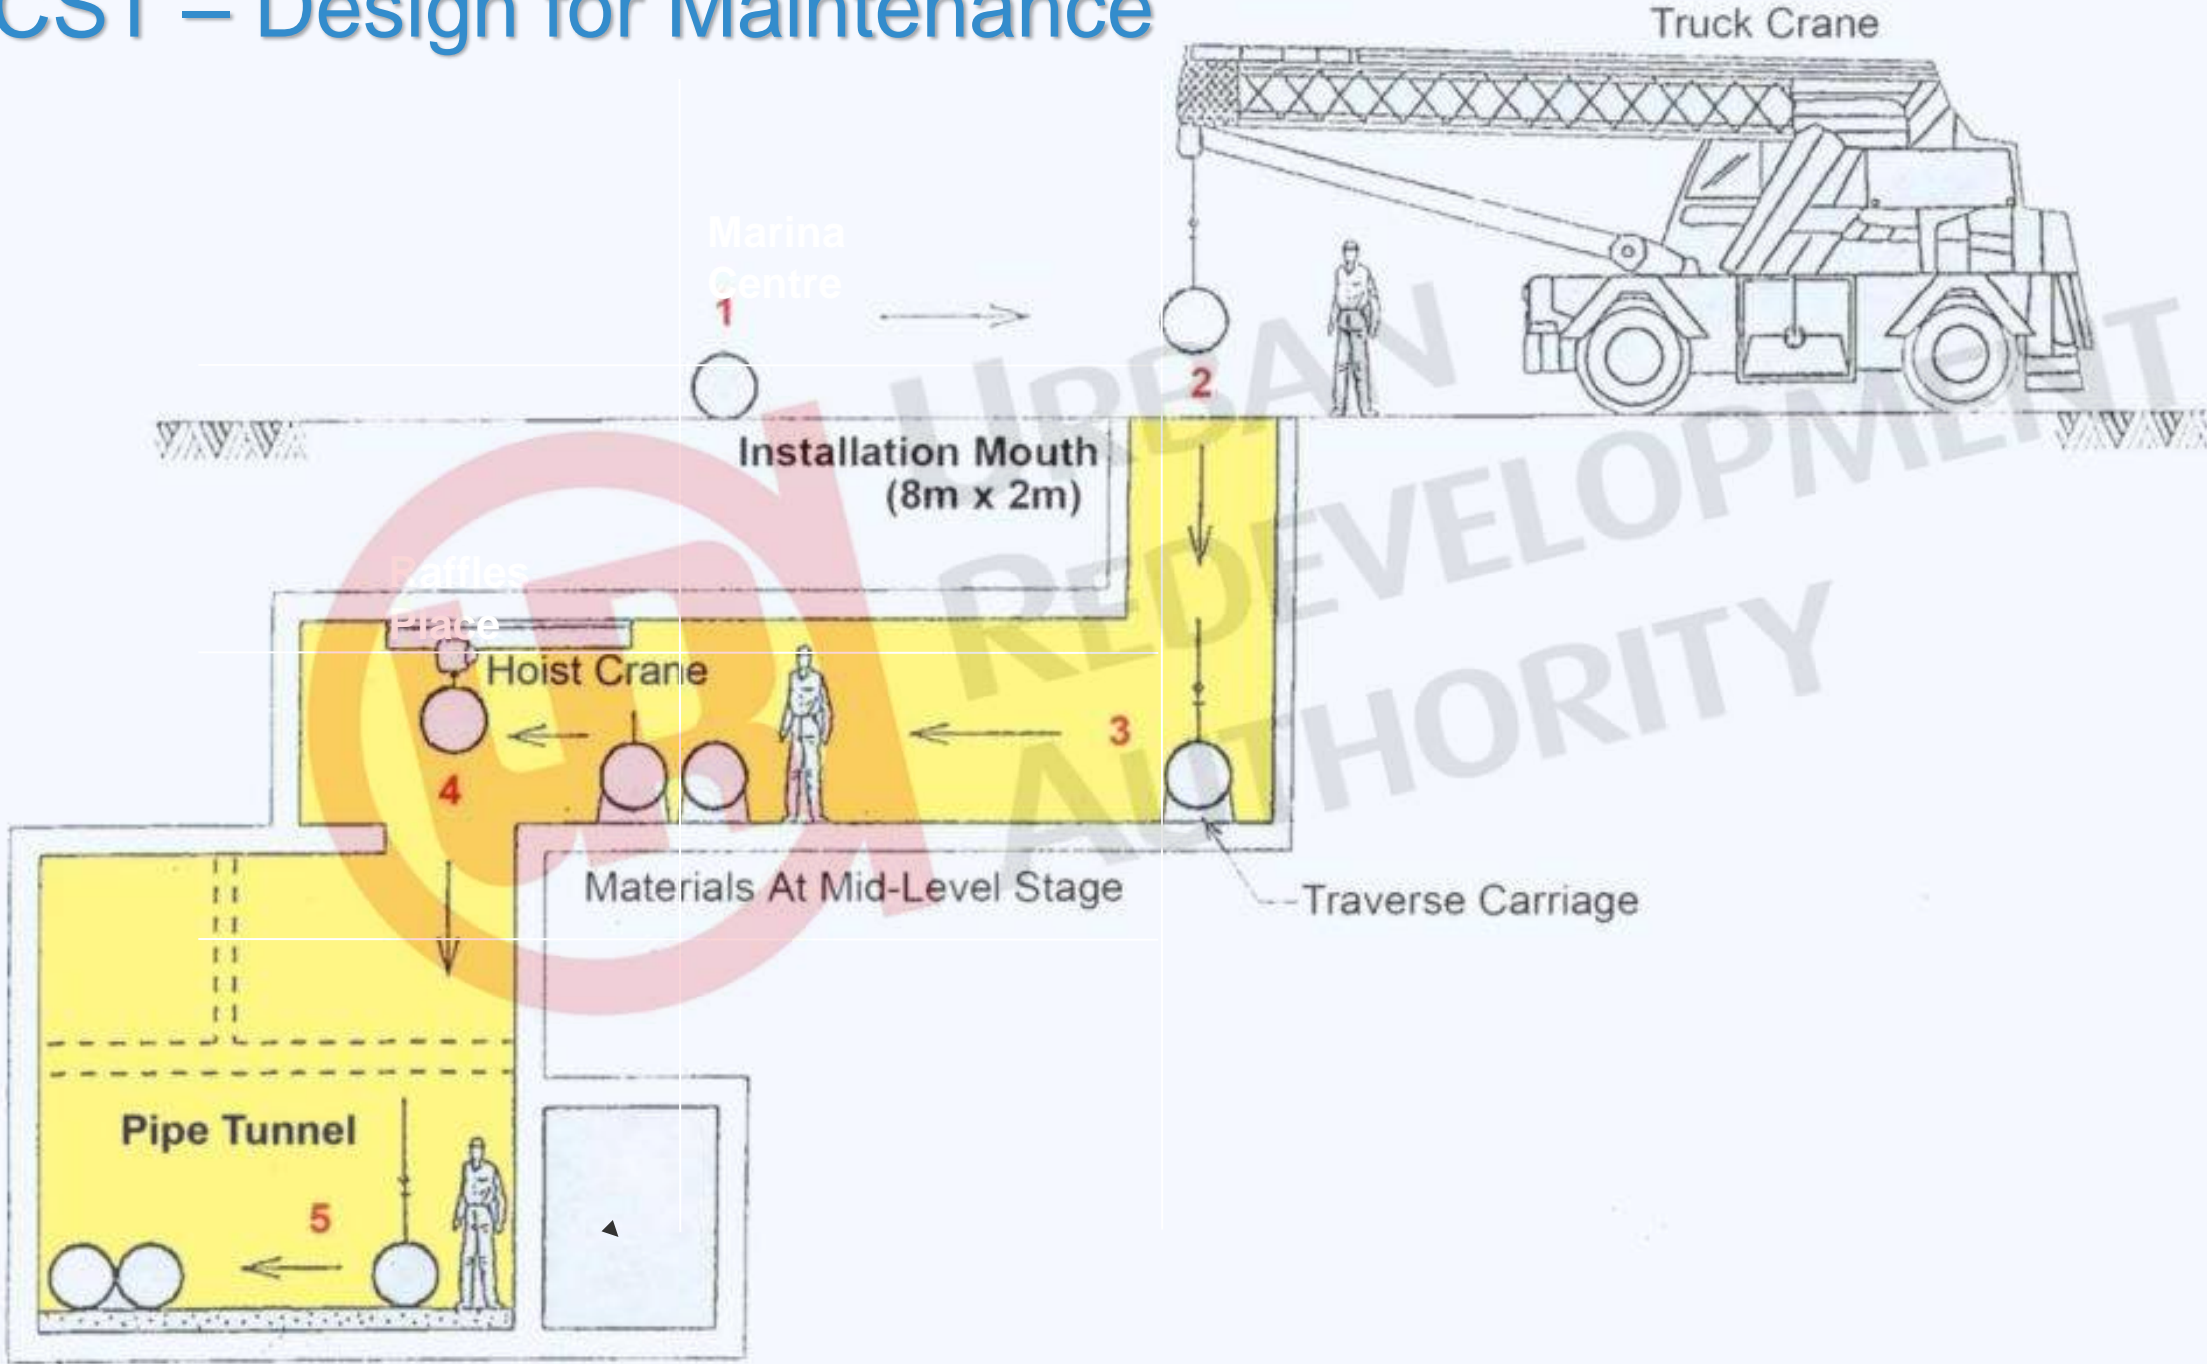 CST – Design for Maintenance
Truck Crane
Marina
Centre
1
2
Installation Mouth
(8m x 2m)
Raffles
Place
Hoist Crane
3
4
Materials At Mid-Level Stage
Traverse Carriage
Pipe Tunnel
5
URBAN
REDEVELOPMENT
AUTHORITY